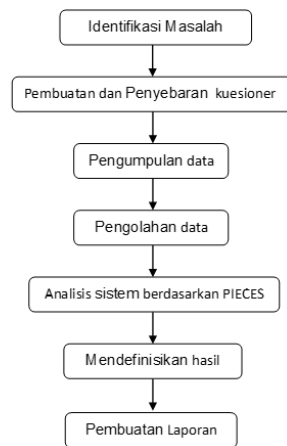 Identifikasi Masalah
Pembuatan dan Penyebaran kuesioner
Pengumpulan data
Pengolahan data
Analisis sistem berdasarkan PIECES
Mendefinisikan hasil
Pembuatan Laporan